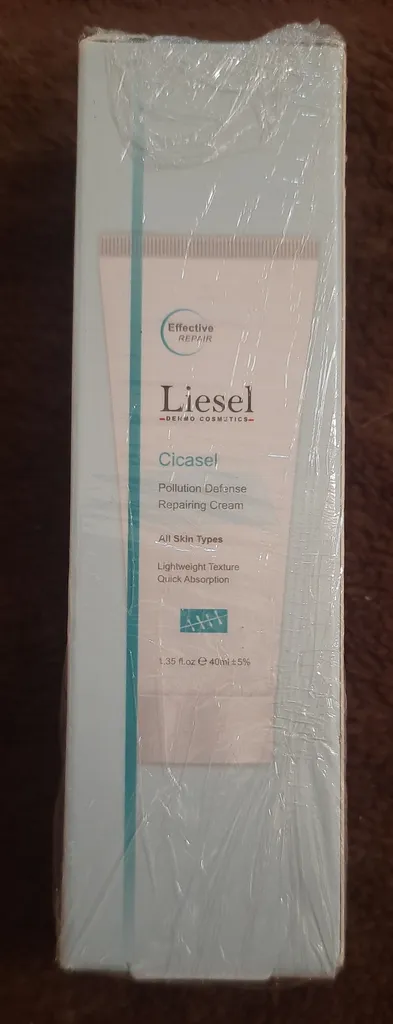 Effective
REPAIR
Liesel
DERMO COSMETICS
Cicasel
Pollution Defense
Repairing Cream
All Skin Types
Lightweight Texture
Quick Absorption
1.35 fl.oz ℮ 40ml ±5%